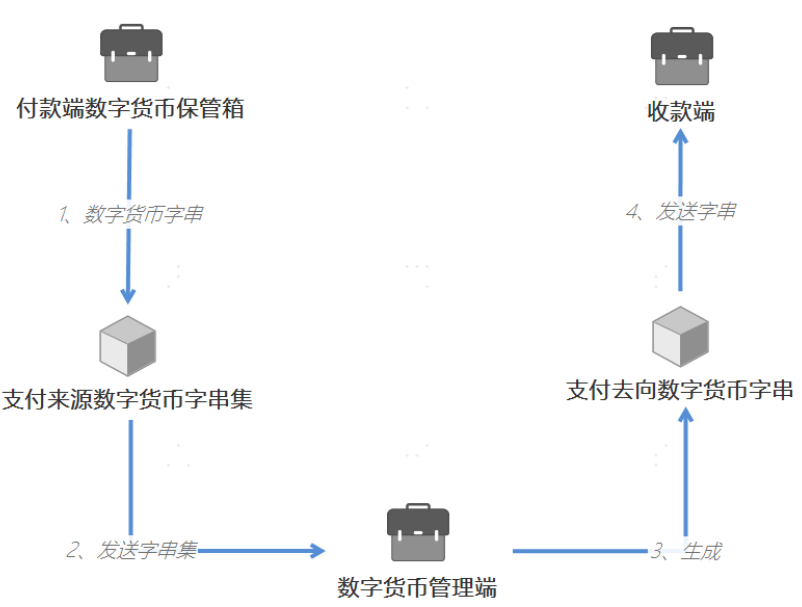 付款端数字货币保管箱
收款端
1、数字货币字串
4、发送字串
支付来源数字货币字串集
支付去向数字货币字串
2、发送字串集
3、生成
数字货币管理端